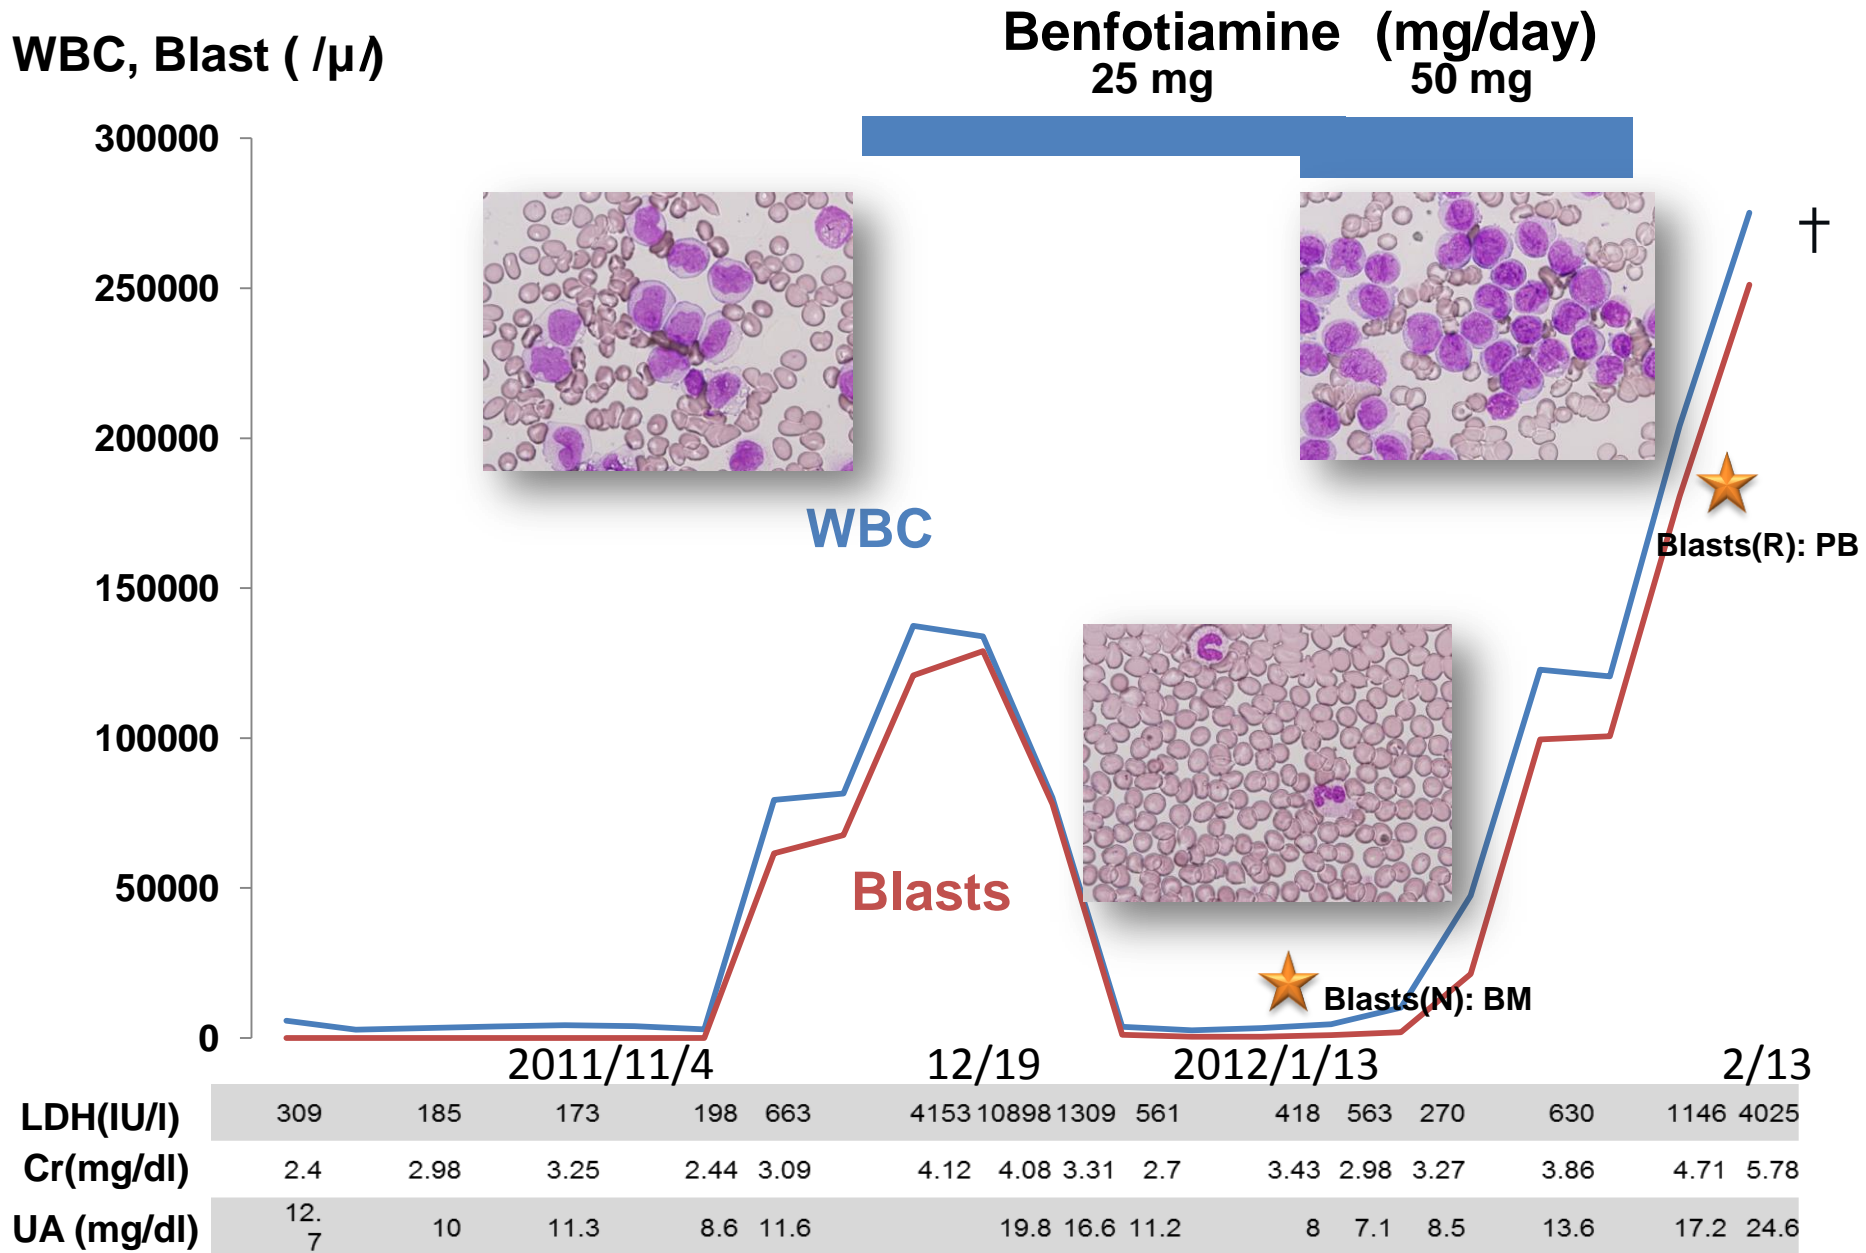 Benfotiamine (mg/day)
WBC, Blast ( /μl)
25 mg 50 mg
300000
250000
200000
150000
100000
50000
0
†
WBC
Blasts
Blasts(R): PB
Blasts(N): BM
2011/11/4 12/19 2012/1/13 2/13
LDH(IU/l) 309 185 173 198 663 4153 10898 1309 561 418 563 270 630 1146 4025
Cr(mg/dl) 2.4 2.98 3.25 2.44 3.09 4.12 4.08 3.31 2.7 3.43 2.98 3.27 3.86 4.71 5.78
UA (mg/dl) 12.7 10 11.3 8.6 11.6 19.8 16.6 11.2 8 7.1 8.5 13.6 17.2 24.6